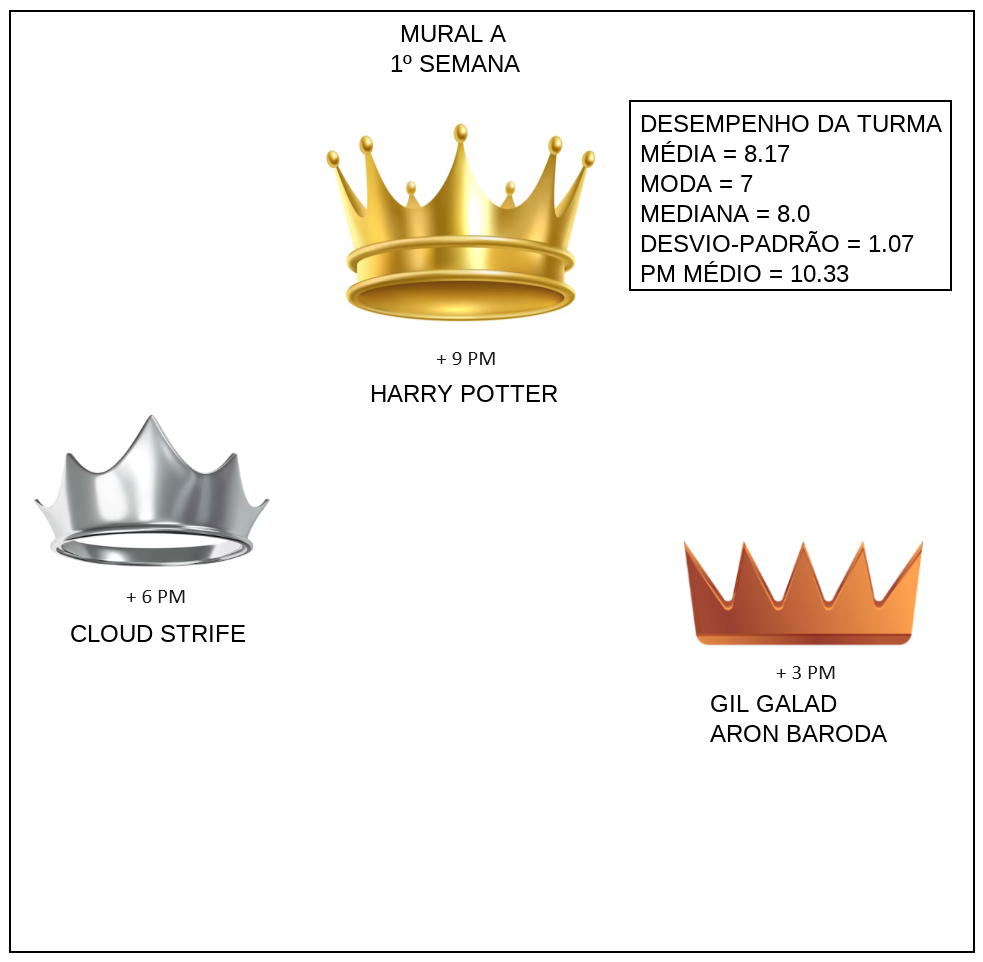 MURAL A
1º SEMANA
DESEMPENHO DA TURMA
MÉDIA = 8.17
MODA = 7
MEDIANA = 8.0
DESVIO-PADRÃO = 1.07
PM MÉDIO = 10.33
+ 9 PM
HARRY POTTER
+ 6 PM
CLOUD STRIFE
+ 3 PM
GIL GALAD
ARON BARODA